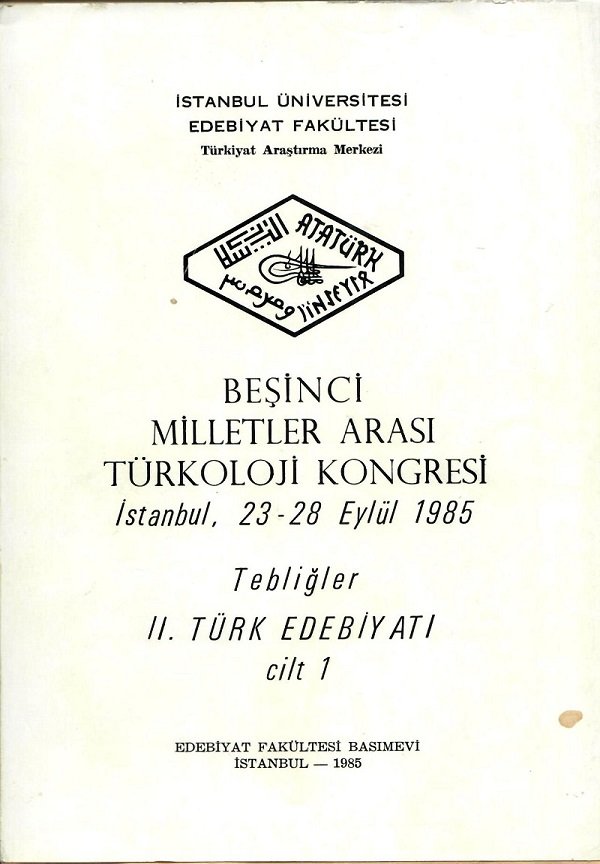 İSTANBUL ÜNİVERSİTESİ
EDEBİYAT FAKÜLTESİ
Türkiyat Araştırma Merkezi
ATATÜRK
BEŞİNCİ
MİLLETLER ARASI
TÜRKOLOJİ KONGRESİ
İstanbul, 23-28 Eylül 1985
Tebliğler
II. TÜRK EDEBİYATI
cilt 1
EDEBİYAT FAKÜLTESİ BASIMEVİ
İSTANBUL — 1985